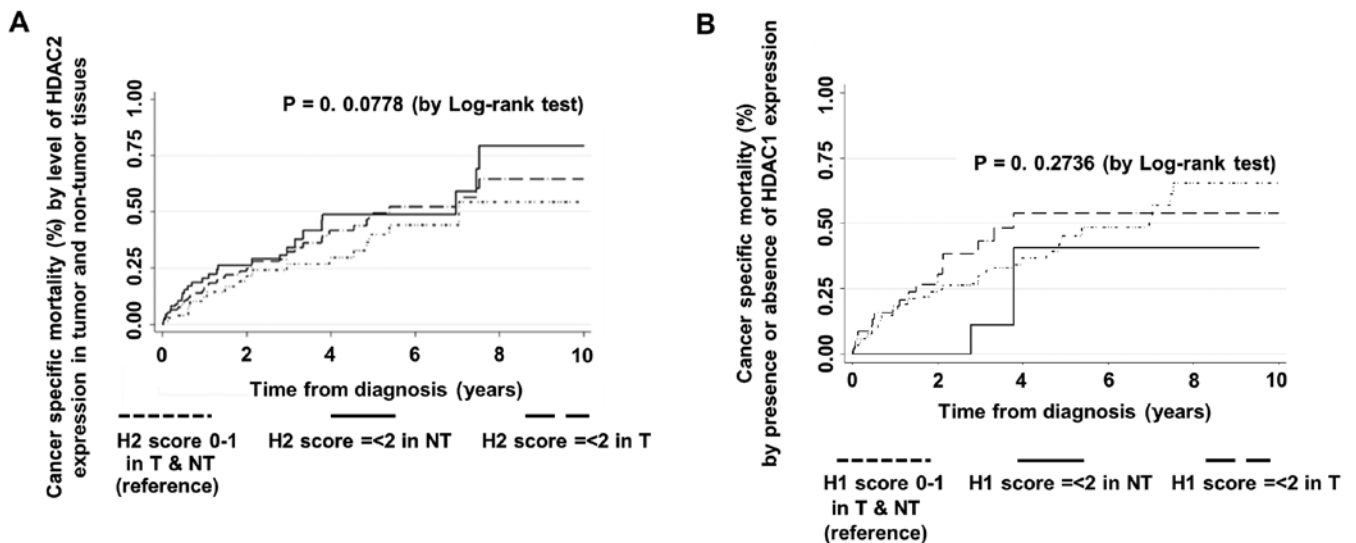 A
Cancer specific mortality (%) by level of HDAC2
expression in tumor and non-tumor tissues
1.00
0.75
0.50
0.25
0.00
P = 0. 0.0778 (by Log-rank test)
0 2 4 6 8 10
Time from diagnosis (years)
H2 score 0-1
in T & NT
(reference)
H2 score =<2 in NT
H2 score =<2 in T
B
Cancer specific mortality (%)
by presence or absence of HDAC1 expression
1.00
0.75
0.50
0.25
0.00
P = 0. 0.2736 (by Log-rank test)
0 2 4 6 8 10
Time from diagnosis (years)
H1 score 0-1
in T & NT
(reference)
H1 score =<2 in NT
H1 score =<2 in T